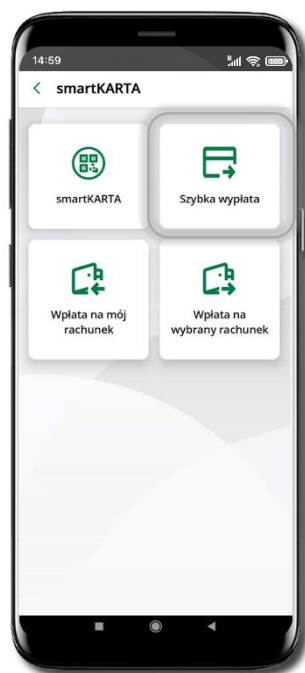 14:59
smartKARTA
smartKARTA
Szybka wypłata
Wpłata na mój
rachunek
Wpłata na
wybrany rachunek